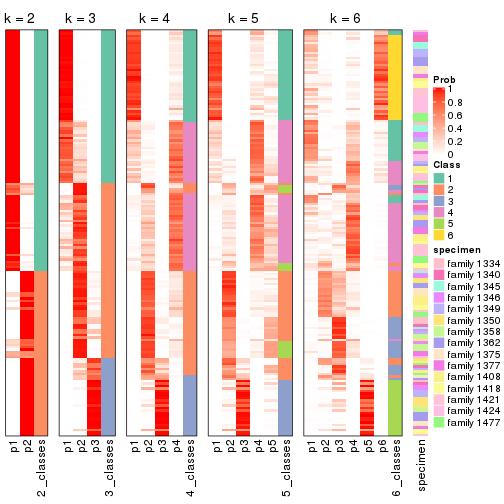 k = 2
k = 3
k = 4
k = 5
k = 6
Prob
1
0.8
0.6
0.4
0.2
0
Class
1
2
3
4
5
6
specimen
family 1334
family 1340
family 1345
family 1346
family 1349
family 1350
family 1358
family 1362
family 1375
family 1377
family 1408
family 1418
family 1421
family 1424
family 1477
p1
p2
2_classes
p1
p2
p3
3_classes
p1
p2
p3
p4
4_classes
p1
p2
p3
p4
p5
5_classes
p1
p2
p3
p4
p5
p6
6_classes
specimen